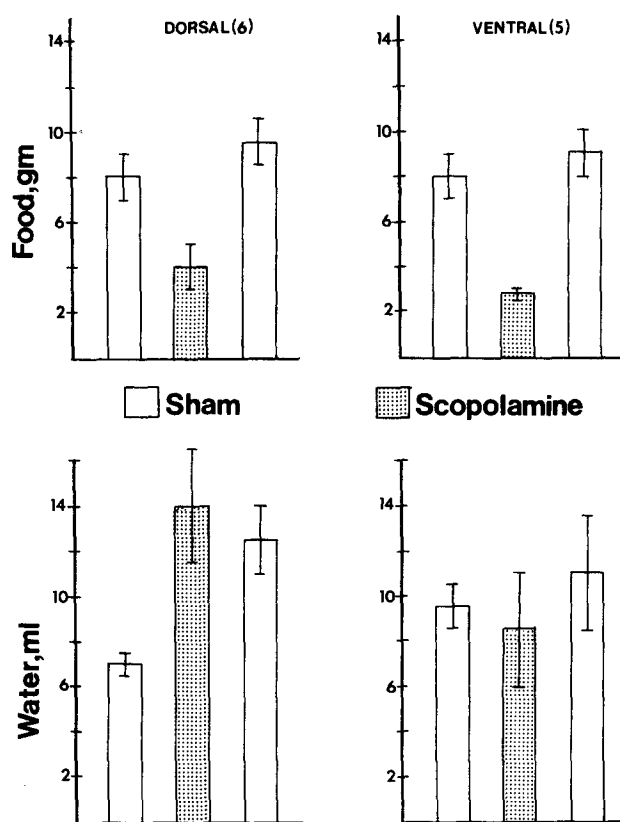 DORSAL(6)
VENTRAL(5)
14
10
6
2
Food,gm
14
10
6
2
Sham
Scopolamine
14
10
6
2
Water,ml
14
10
6
2